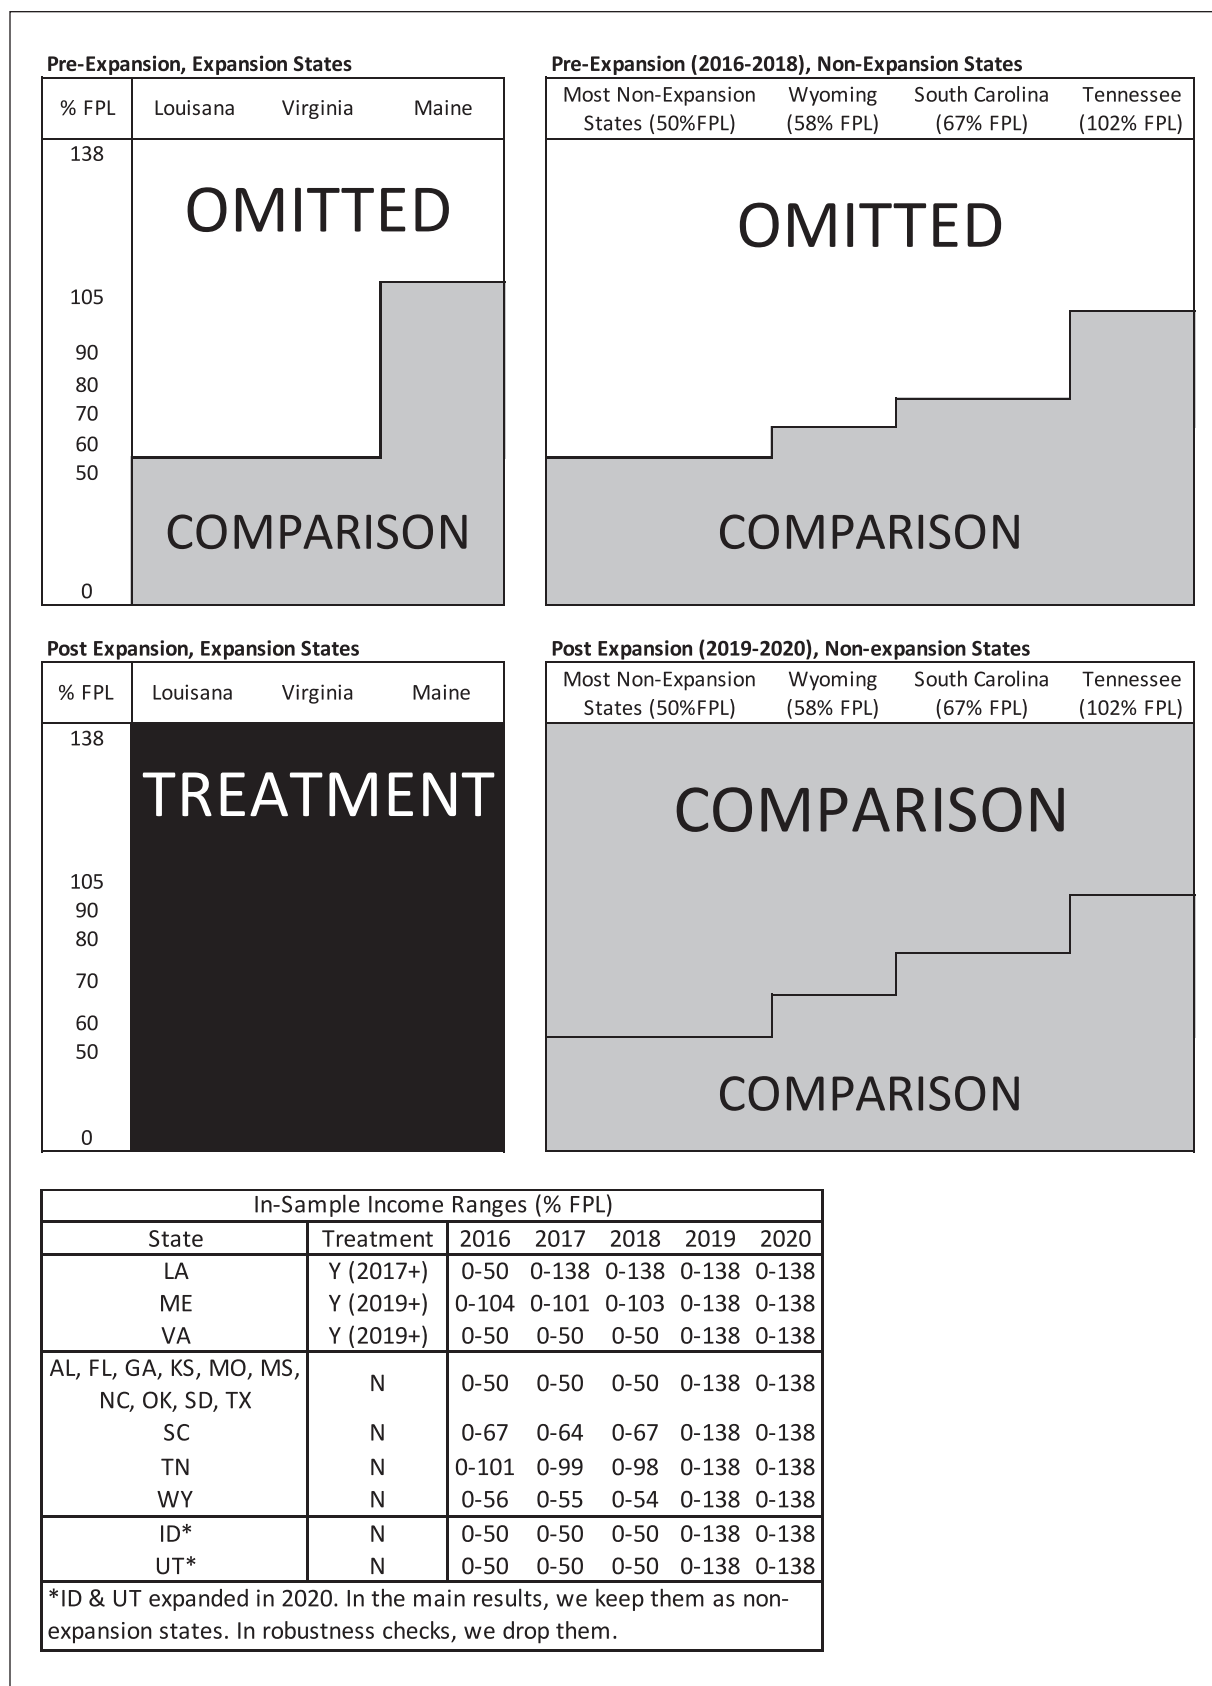 Pre-Expansion, Expansion States
% FPL Louisana Virginia Maine
138
OMITTED
105
90
80
70
60
50
COMPARISON
0
Pre-Expansion (2016-2018), Non-Expansion States
Most Non-Expansion Wyoming South Carolina Tennessee
States (50%FPL) (58% FPL) (67% FPL) (102% FPL)
OMITTED
COMPARISON
Post Expansion, Expansion States
% FPL Louisana Virginia Maine
138
TREATMENT
105
90
80
70
60
50
0
Post Expansion (2019-2020), Non-expansion States
Most Non-Expansion Wyoming South Carolina Tennessee
States (50%FPL) (58% FPL) (67% FPL) (102% FPL)
COMPARISON
COMPARISON
In-Sample Income Ranges (% FPL)
State Treatment 2016 2017 2018 2019 2020
LA Y (2017+) 0-50 0-138 0-138 0-138 0-138
ME Y (2019+) 0-104 0-101 0-103 0-138 0-138
VA Y (2019+) 0-50 0-50 0-50 0-138 0-138
AL, FL, GA, KS, MO, MS,
NC, OK, SD, TX N 0-50 0-50 0-50 0-138 0-138
SC N 0-67 0-64 0-67 0-138 0-138
TN N 0-101 0-99 0-98 0-138 0-138
WY N 0-56 0-55 0-54 0-138 0-138
ID* N 0-50 0-50 0-50 0-138 0-138
UT* N 0-50 0-50 0-50 0-138 0-138
*ID & UT expanded in 2020. In the main results, we keep them as non-
expansion states. In robustness checks, we drop them.